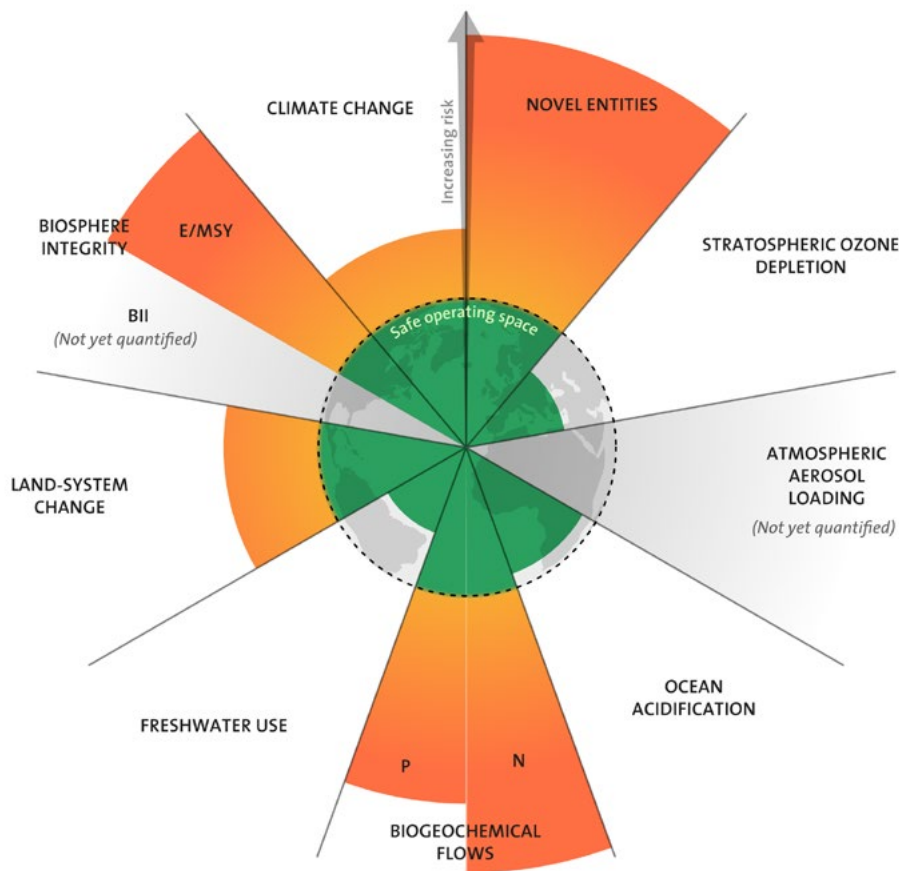 CLIMATE CHANGE
Increasing risk
NOVEL ENTITIES
BIOSPHERE
INTEGRITY
E/MSY
STRATOSPHERIC OZONE
DEPLETION
BII
(Not yet quantified)
Safe operating space
LAND-SYSTEM
CHANGE
ATMOSPHERIC
AEROSOL
LOADING
(Not yet quantified)
OCEAN
ACIDIFICATION
FRESHWATER USE
P
N
BIOGEOCHEMICAL
FLOWS